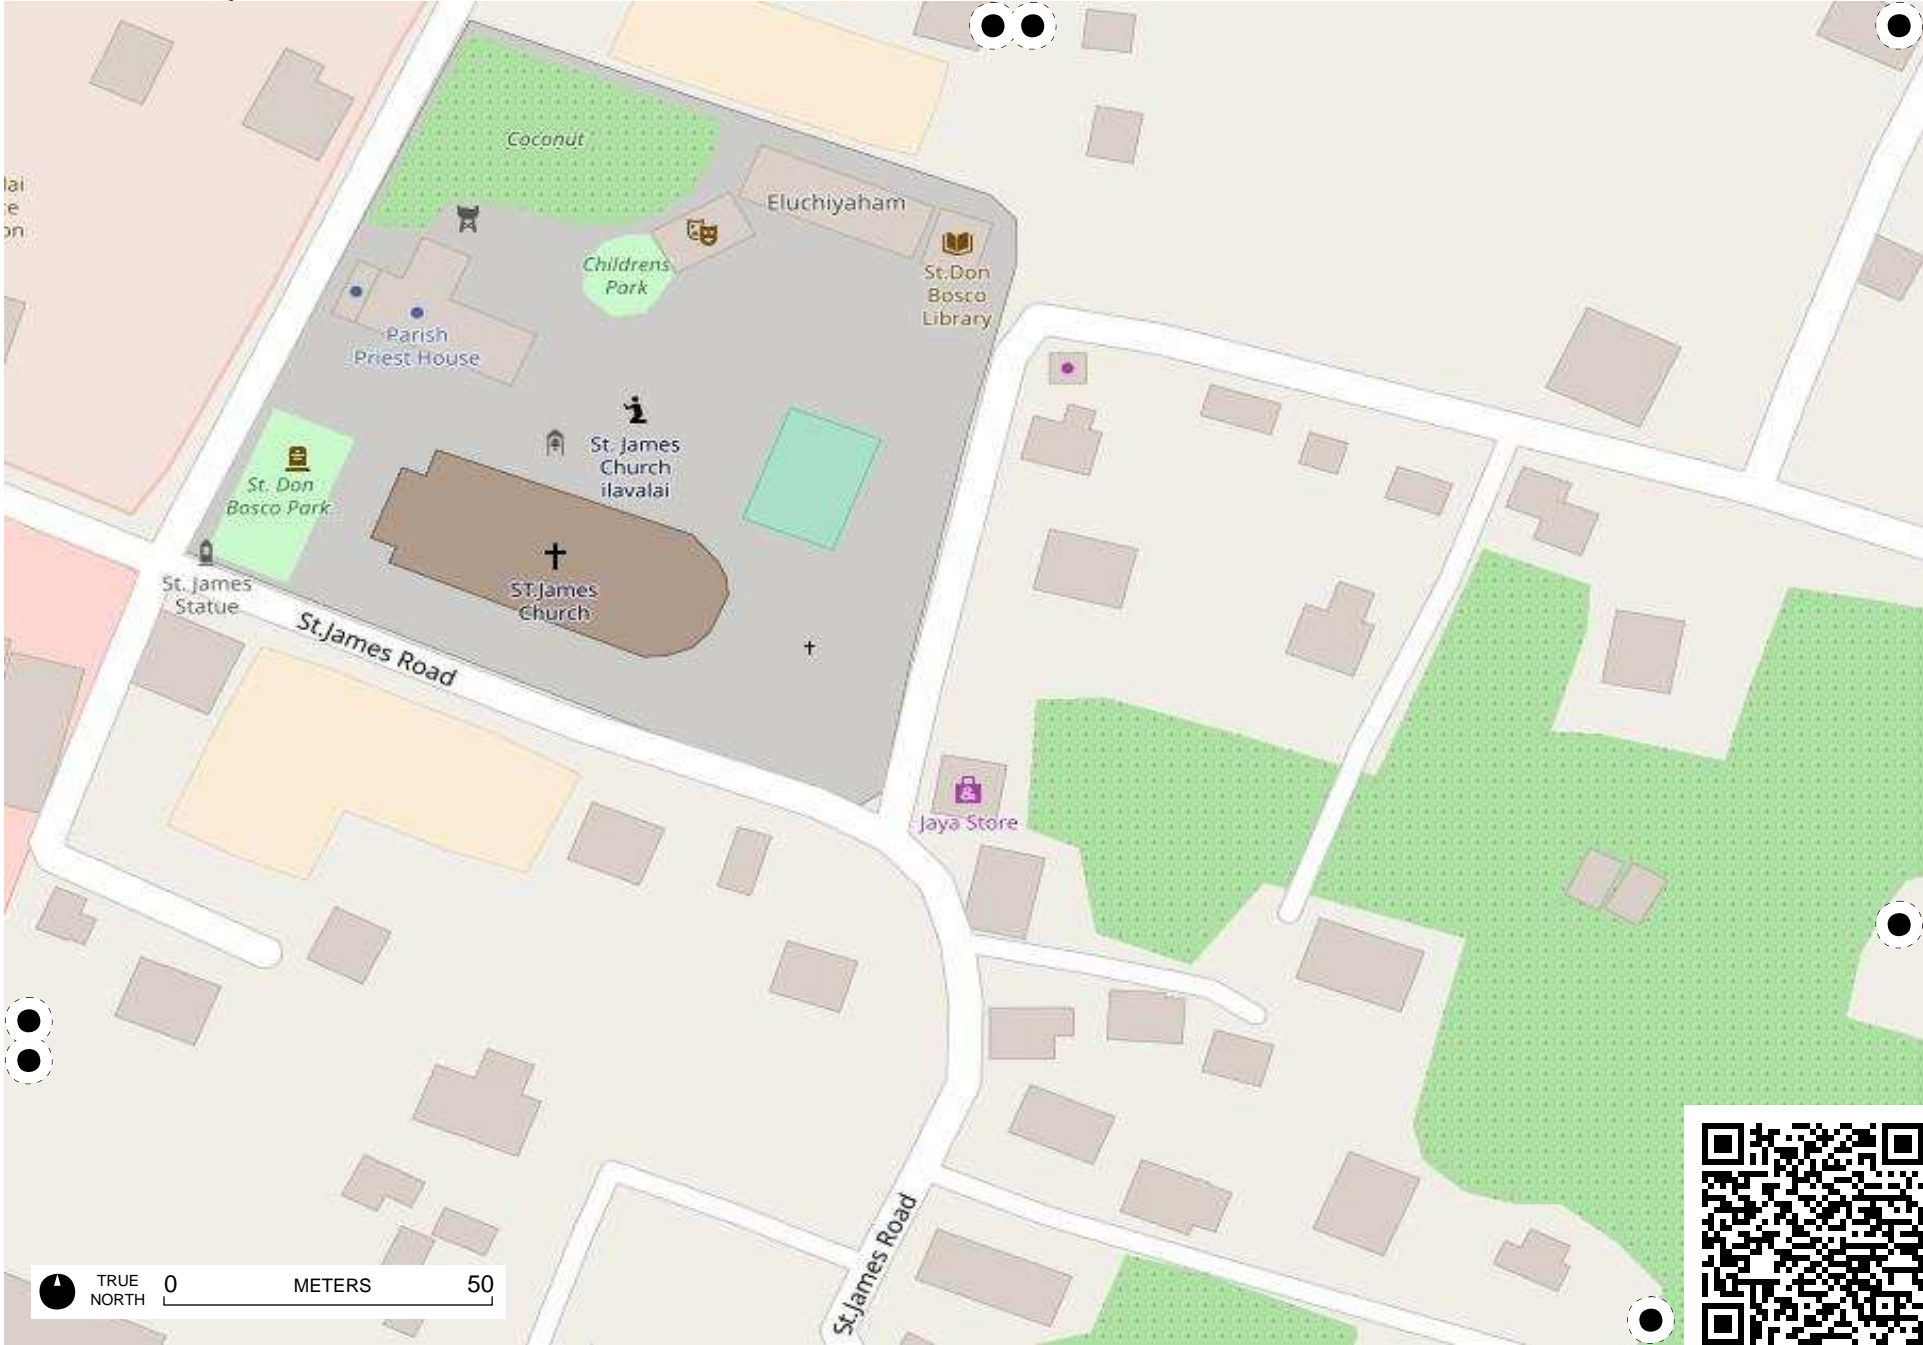 Coconut
Eluchiyaham
Childrens
Park
St.Don
Bosco
Library
Parish
Priest House
St. James
Church
ilavalai
St. Don
Bosco Park
St. James
Statue
ST.James
Church
St.James Road
Jaya Store
St.James Road
TRUE
NORTH
0 METERS 50